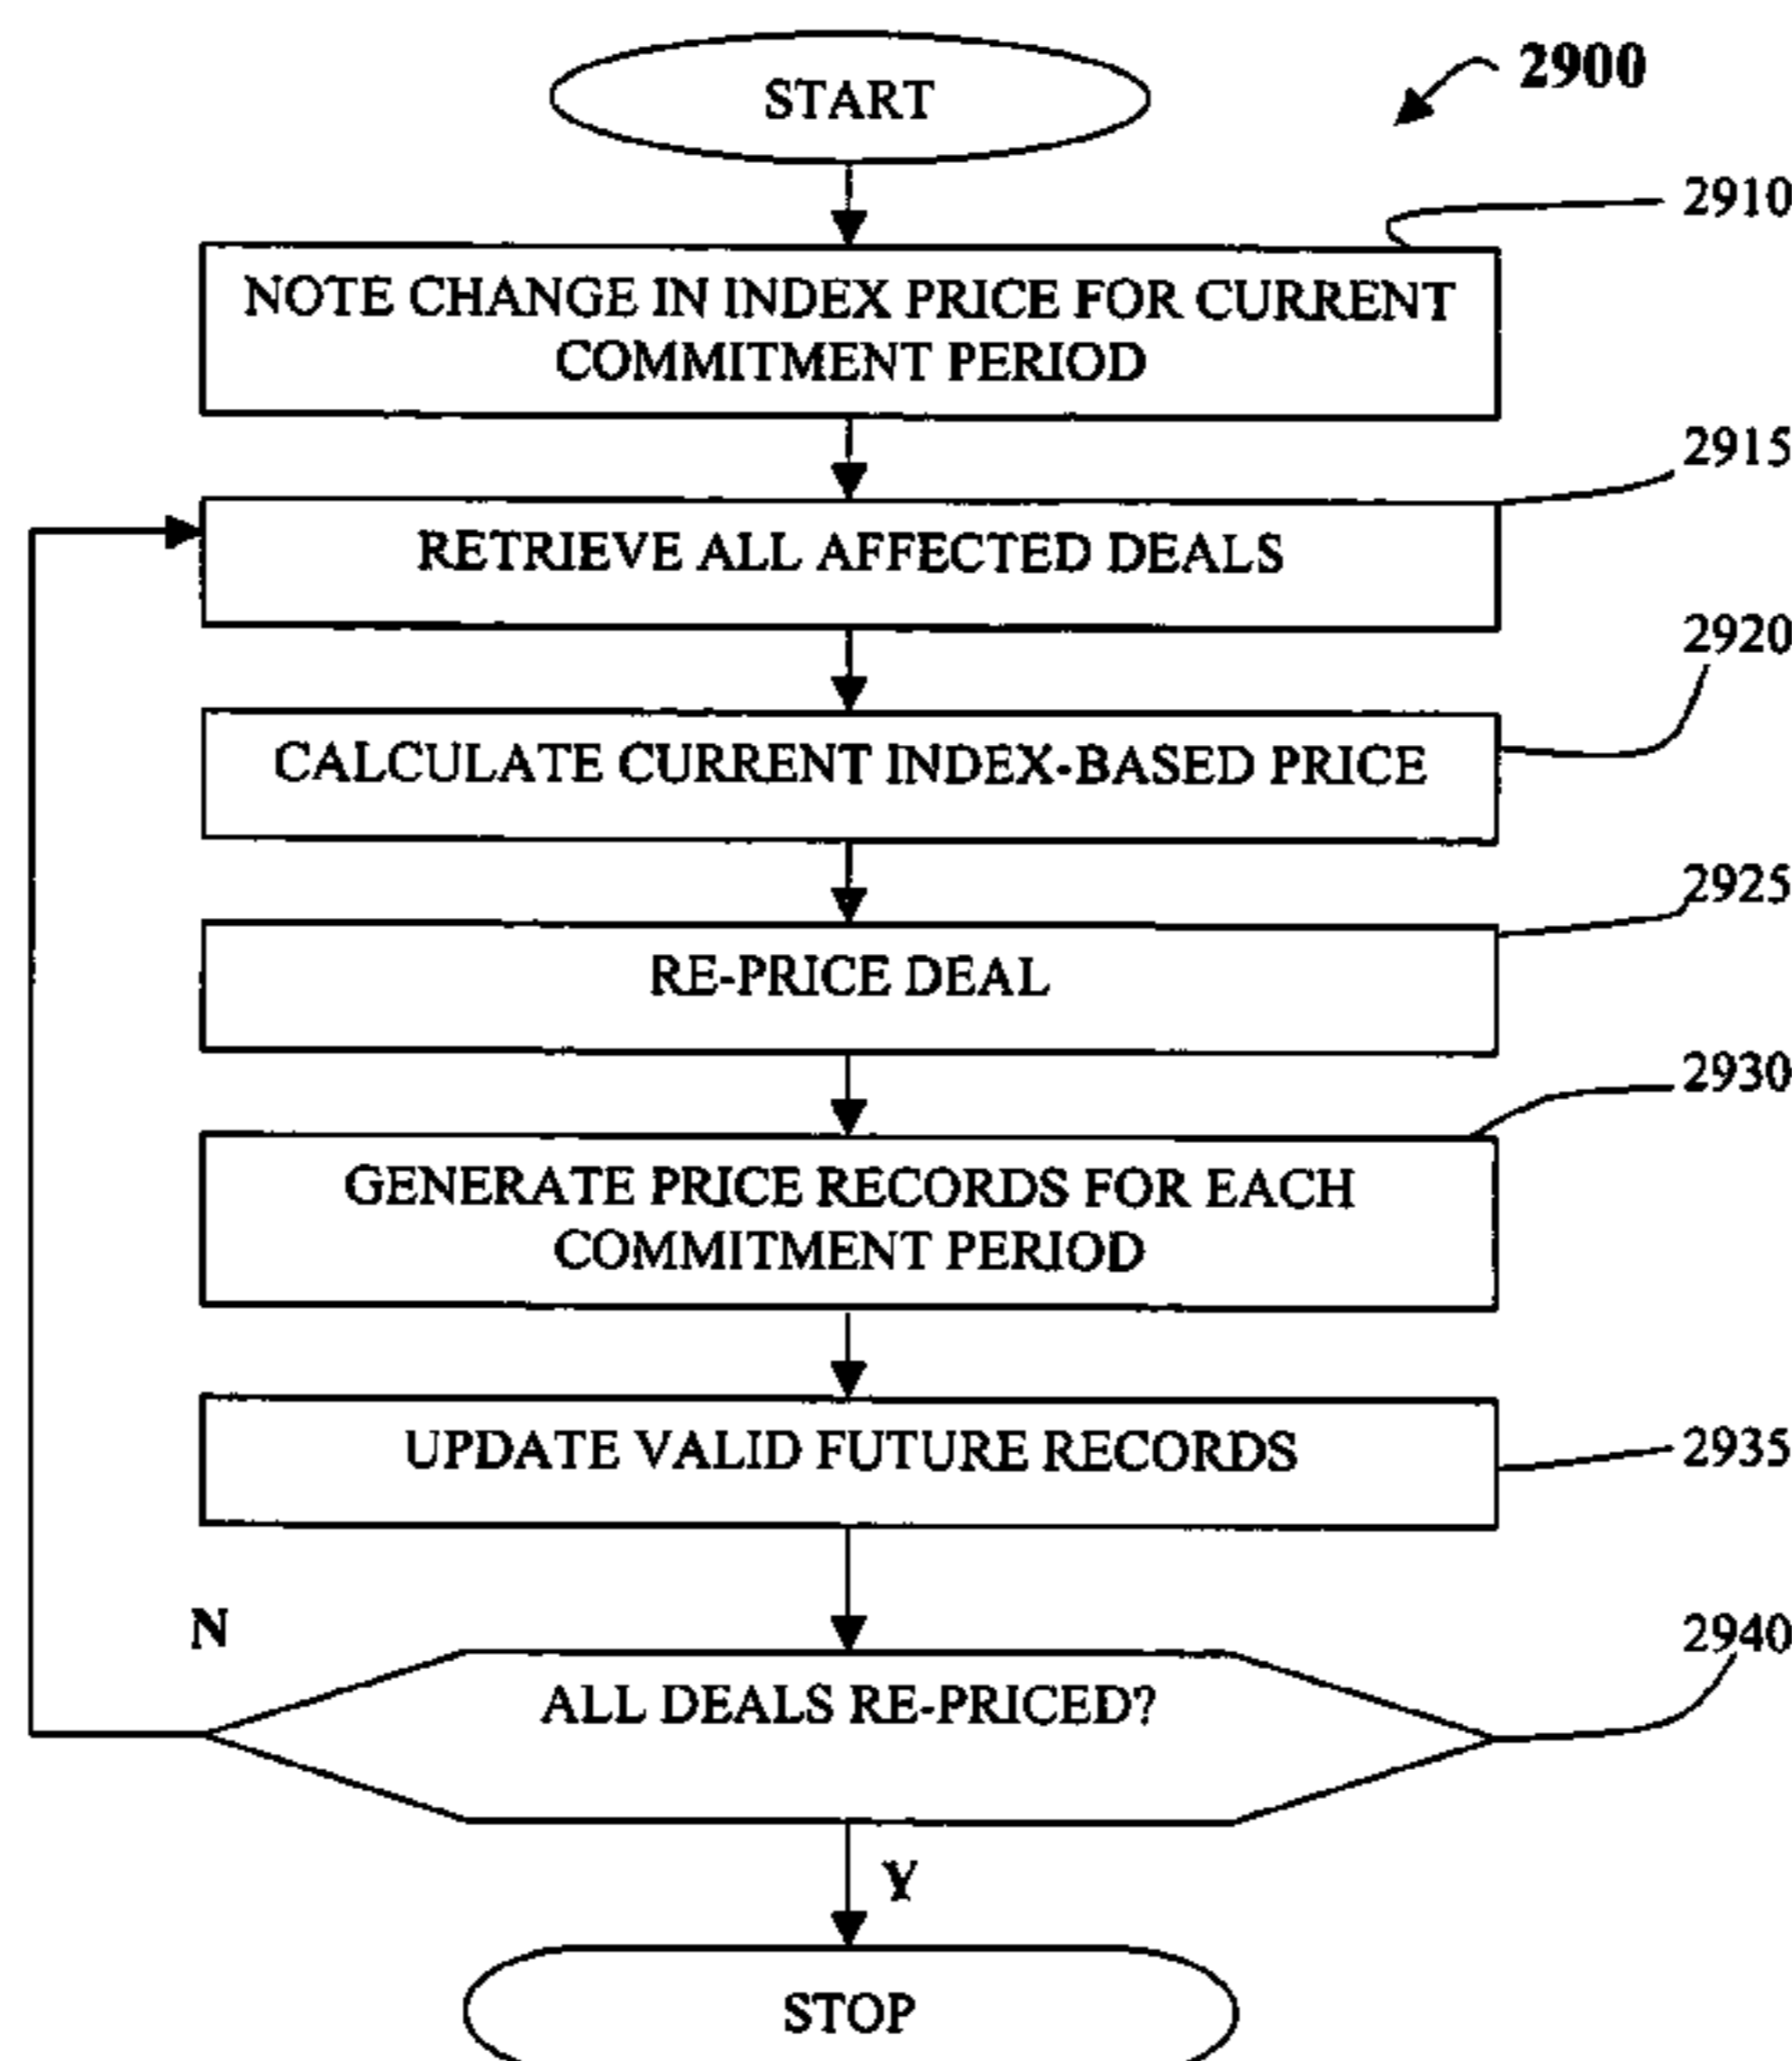 START
2900
2910
NOTE CHANGE IN INDEX PRICE FOR CURRENT
COMMITMENT PERIOD
2915
RETRIEVE ALL AFFECTED DEALS
2920
CALCULATE CURRENT INDEX-BASED PRICE
2925
RE-PRICE DEAL
2930
GENERATE PRICE RECORDS FOR EACH
COMMITMENT PERIOD
UPDATE VALID FUTURE RECORDS
2935
N
2940
ALL DEALS RE-PRICED?
Y
STOP